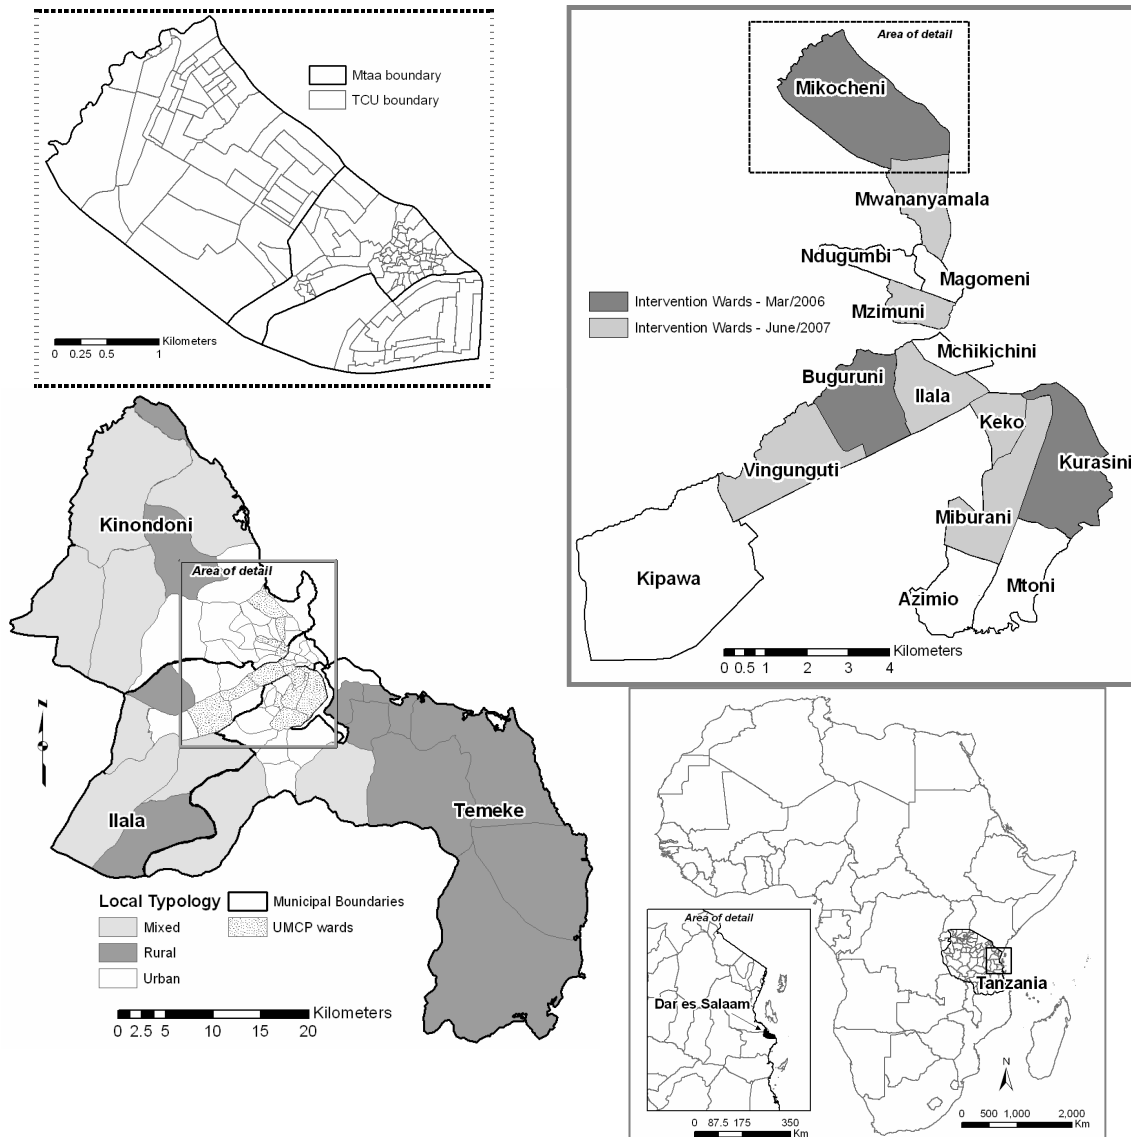 Mtaa boundary
TCU boundary
Kilometers
0 0.25 0.5 1
Area of detail
Mikocheni
Mwananyamala
Ndugumbi
Magomeni
Intervention Wards - Mar/2006
Intervention Wards - June/2007
Mzimuni
Mchikichini
Buguruni
Ilala
Keko
Kurasini
Vingunguti
Miburani
Kipawa
Azimio
Mtoni
Kilometers
0 0.5 1 2 3 4
Kinondoni
Area of detail
N
Ilala
Temeke
Local Typology
Mixed
Rural
Urban
Municipal Boundaries
UMCP wards
Kilometers
0 2.5 5 10 15 20
Area of detail
Dar es Salaam
0 87.5 175 350
Km
Tanzania
N
0 500 1,000 2,000
Km